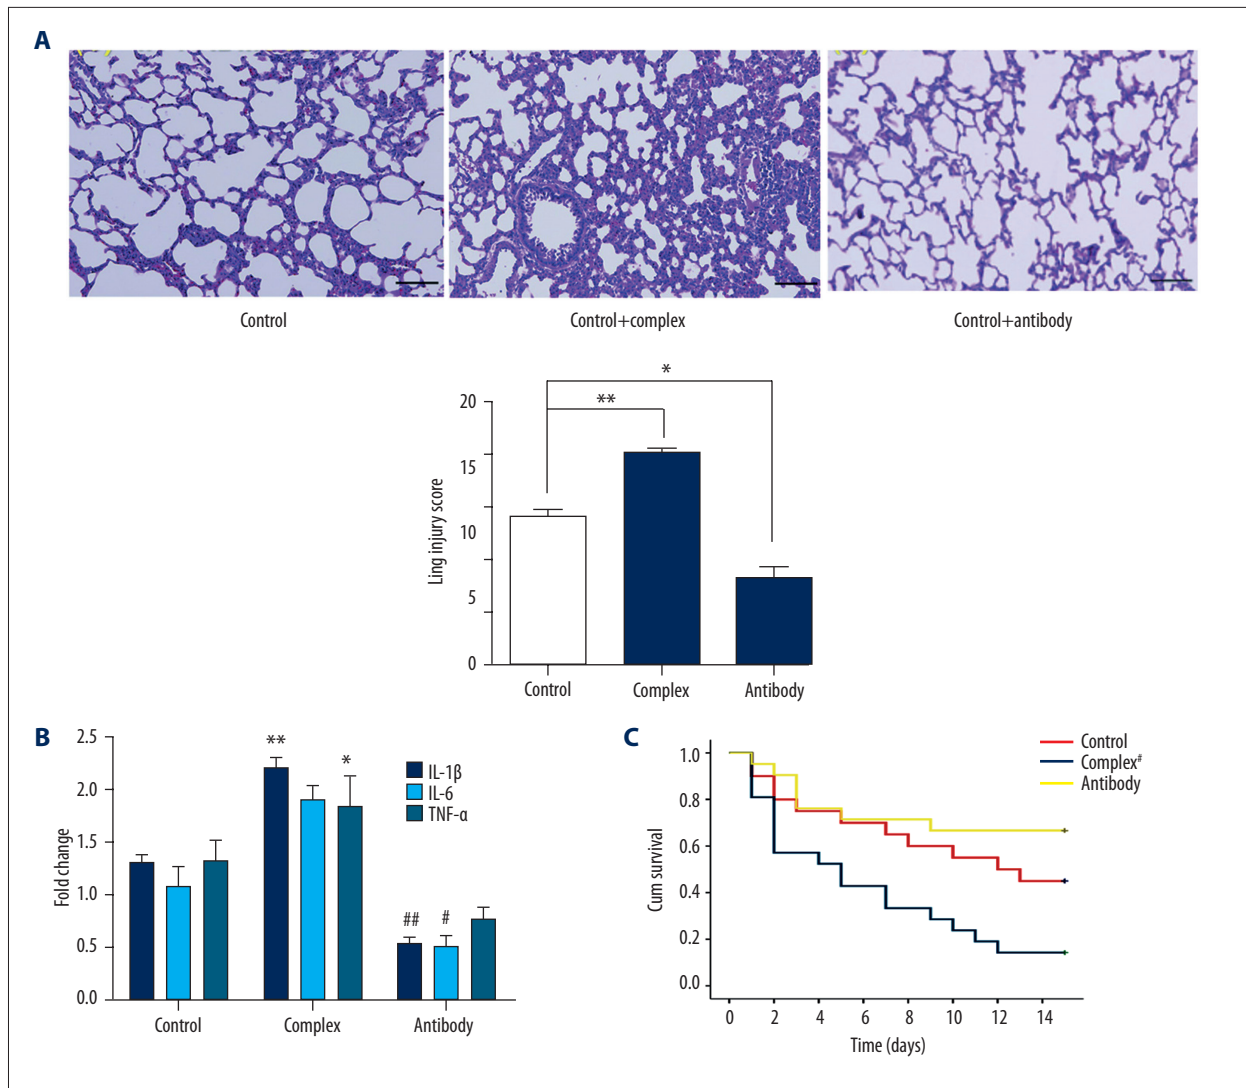 A
Control
Control+complex
Control+antibody
*
**
20
15
10
5
0
Ling injury score
Control
Complex
Antibody
B
2.5
2.0
1.5
1.0
0.5
0.0
Fold change
**
*
##
#
IL-1β
IL-6
TNF-α
Control
Complex
Antibody
C
Control
Complex#
Antibody
1.0
0.8
0.6
0.4
0.2
0.0
Cum survival
0 2 4 6 8 10 12 14
Time (days)